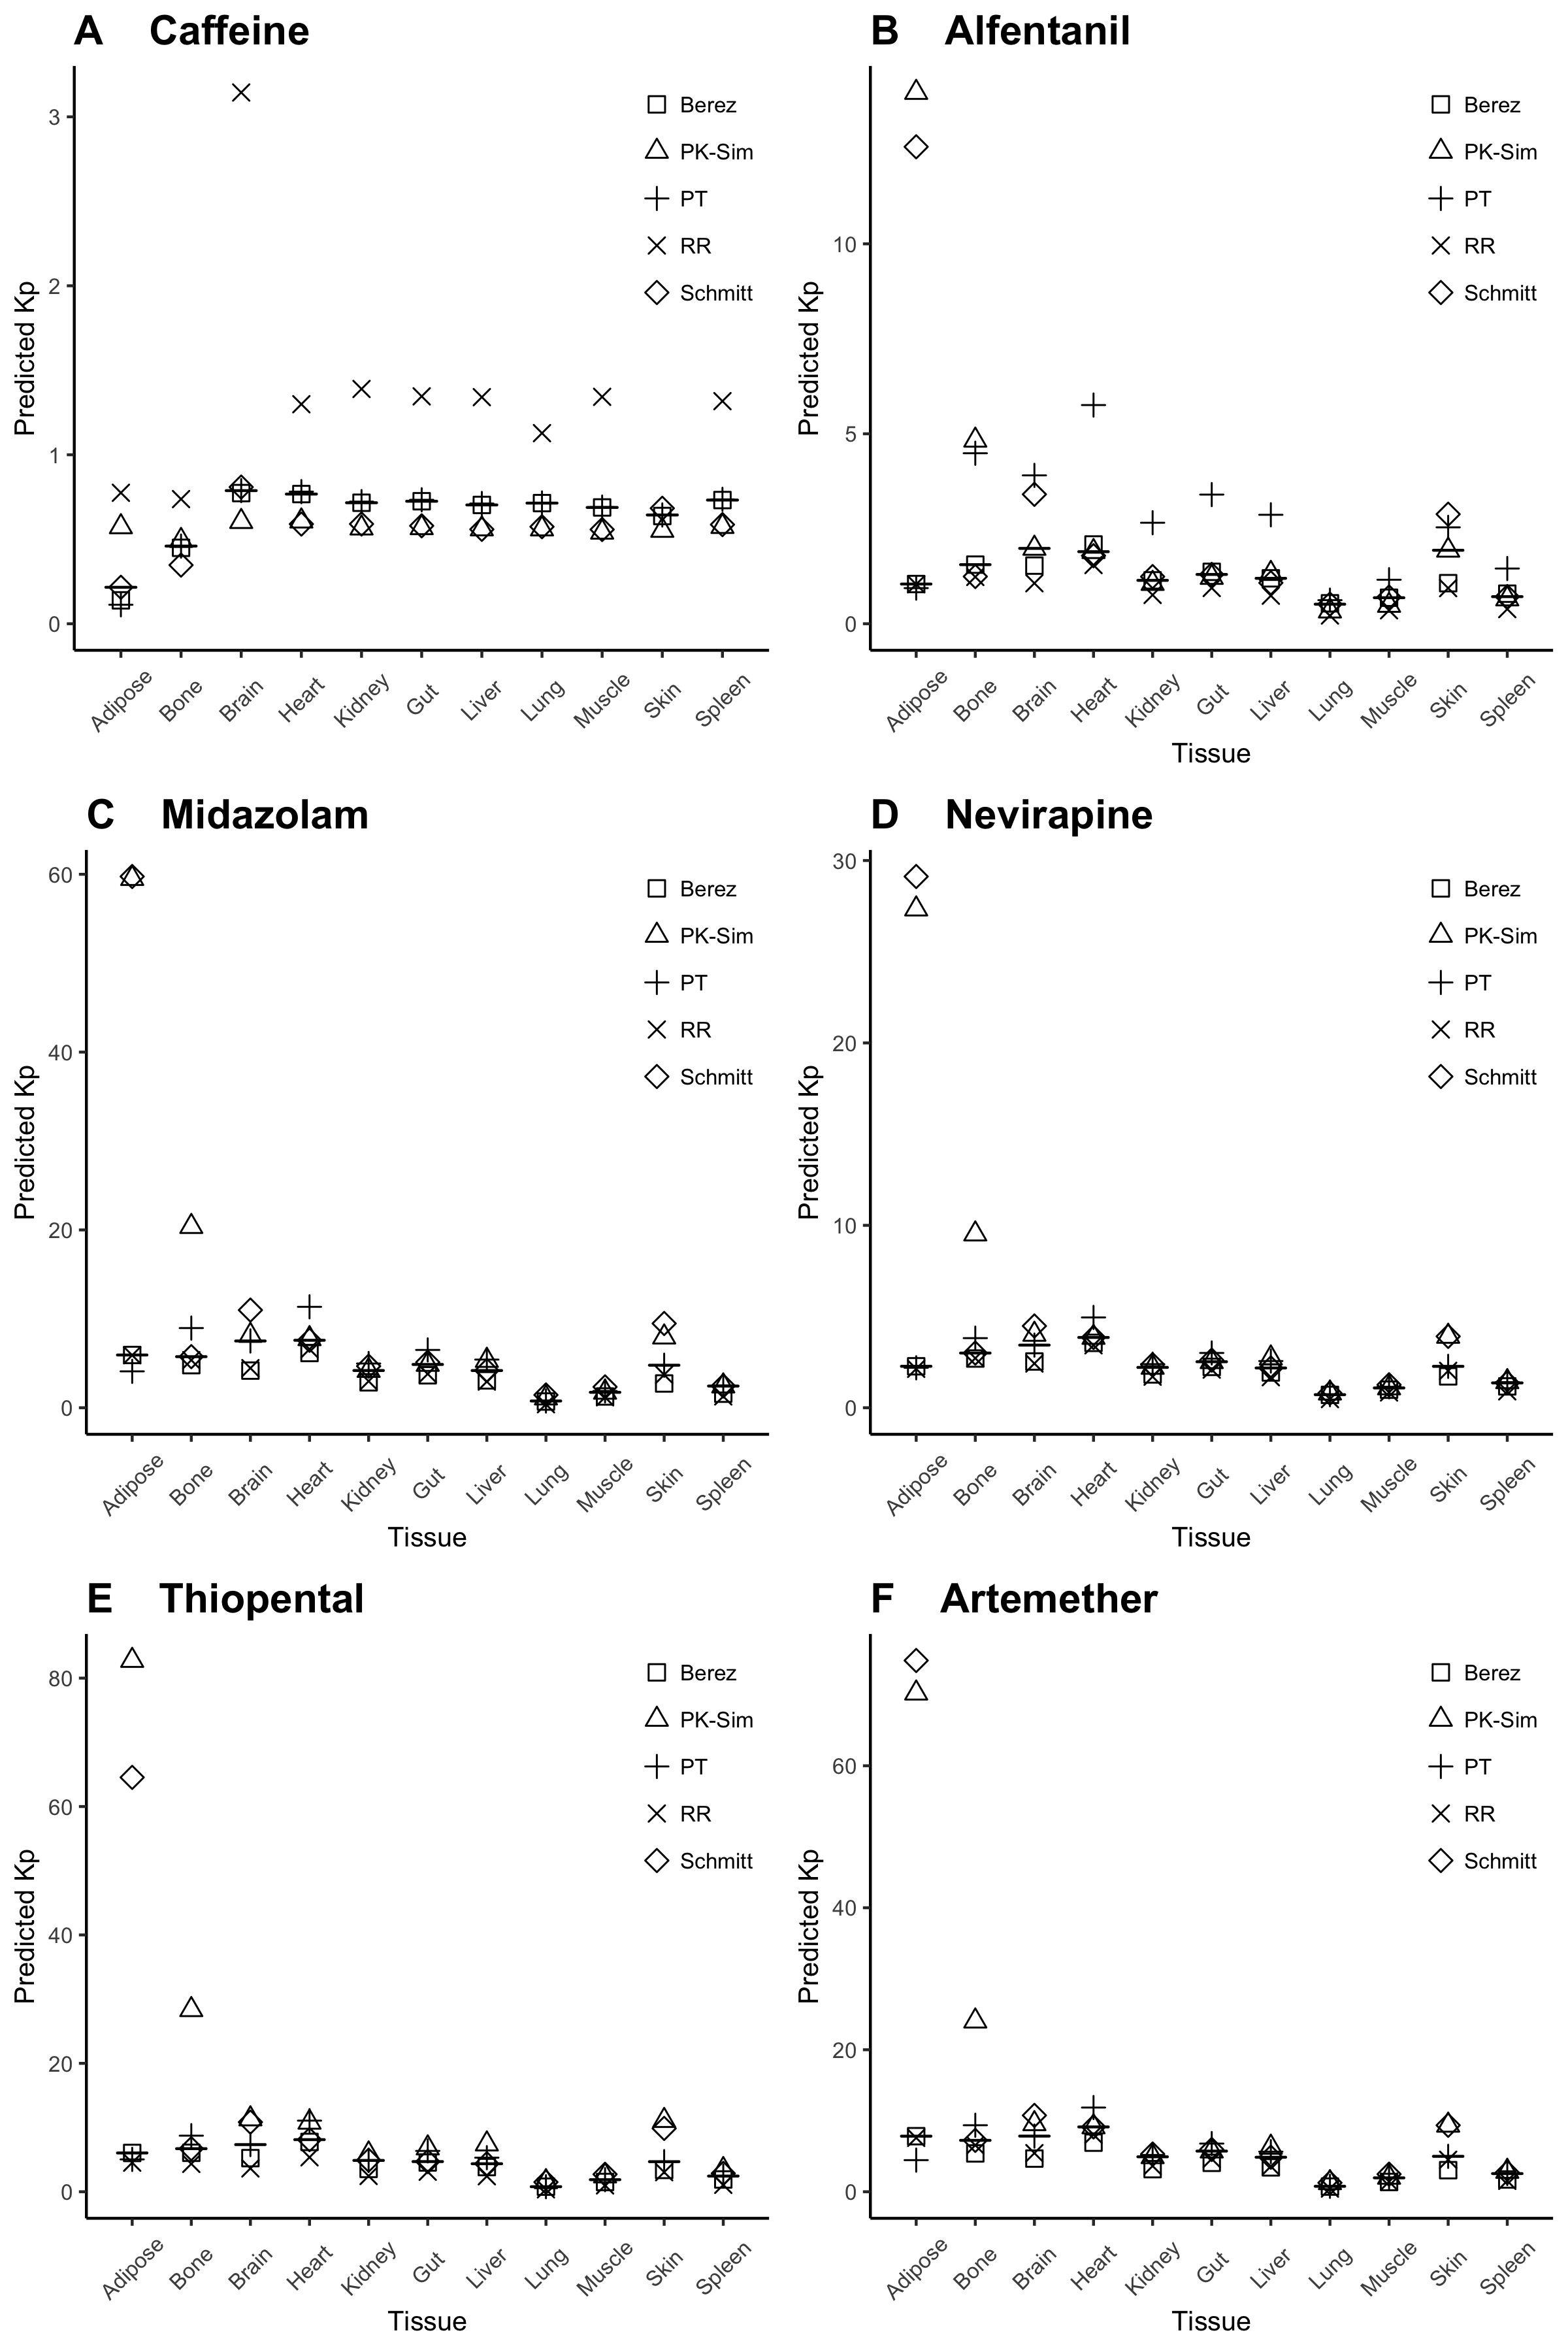 A Caffeine
3
2
1
0
Predicted Kp
Berez
PK-Sim
PT
RR
Schmitt
Adipose
Bone
Brain
Heart
Kidney
Gut
Liver
Lung
Muscle
Skin
Spleen
B Alfentanil
10
5
0
Predicted Kp
Berez
PK-Sim
PT
RR
Schmitt
Adipose
Bone
Brain
Heart
Kidney
Gut
Liver
Lung
Muscle
Skin
Spleen
Tissue
C Midazolam
60
40
20
0
Predicted Kp
Berez
PK-Sim
PT
RR
Schmitt
Adipose
Bone
Brain
Heart
Kidney
Gut
Liver
Lung
Muscle
Skin
Spleen
Tissue
D Nevirapine
30
20
10
0
Predicted Kp
Berez
PK-Sim
PT
RR
Schmitt
Adipose
Bone
Brain
Heart
Kidney
Gut
Liver
Lung
Muscle
Skin
Spleen
Tissue
E Thiopental
80
60
40
20
0
Predicted Kp
Berez
PK-Sim
PT
RR
Schmitt
Adipose
Bone
Brain
Heart
Kidney
Gut
Liver
Lung
Muscle
Skin
Spleen
Tissue
F Artemether
60
40
20
0
Predicted Kp
Berez
PK-Sim
PT
RR
Schmitt
Adipose
Bone
Brain
Heart
Kidney
Gut
Liver
Lung
Muscle
Skin
Spleen
Tissue